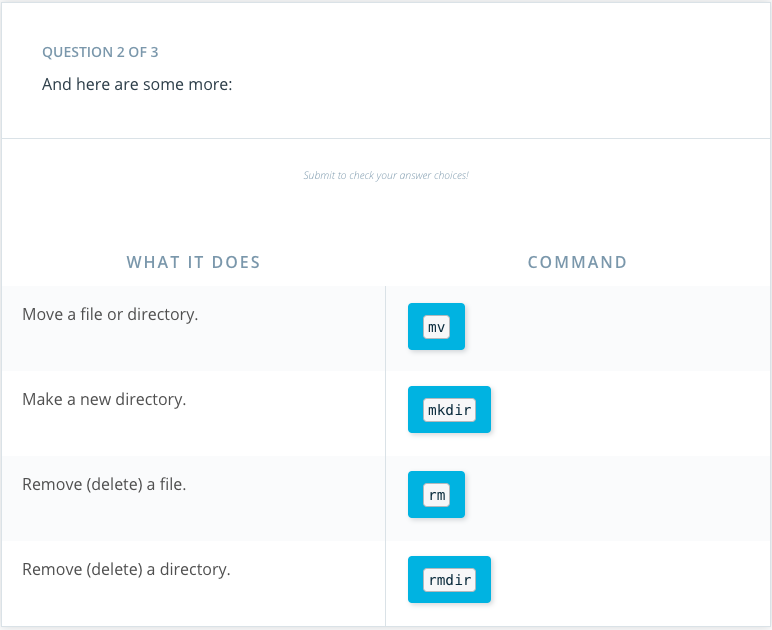 QUESTION 2 OF 3
And here are some more:
Submit to check your answer choices!
WHAT IT DOES COMMAND
Move a file or directory. mv
Make a new directory. mkdir
Remove (delete) a file. rm
Remove (delete) a directory. rmdir